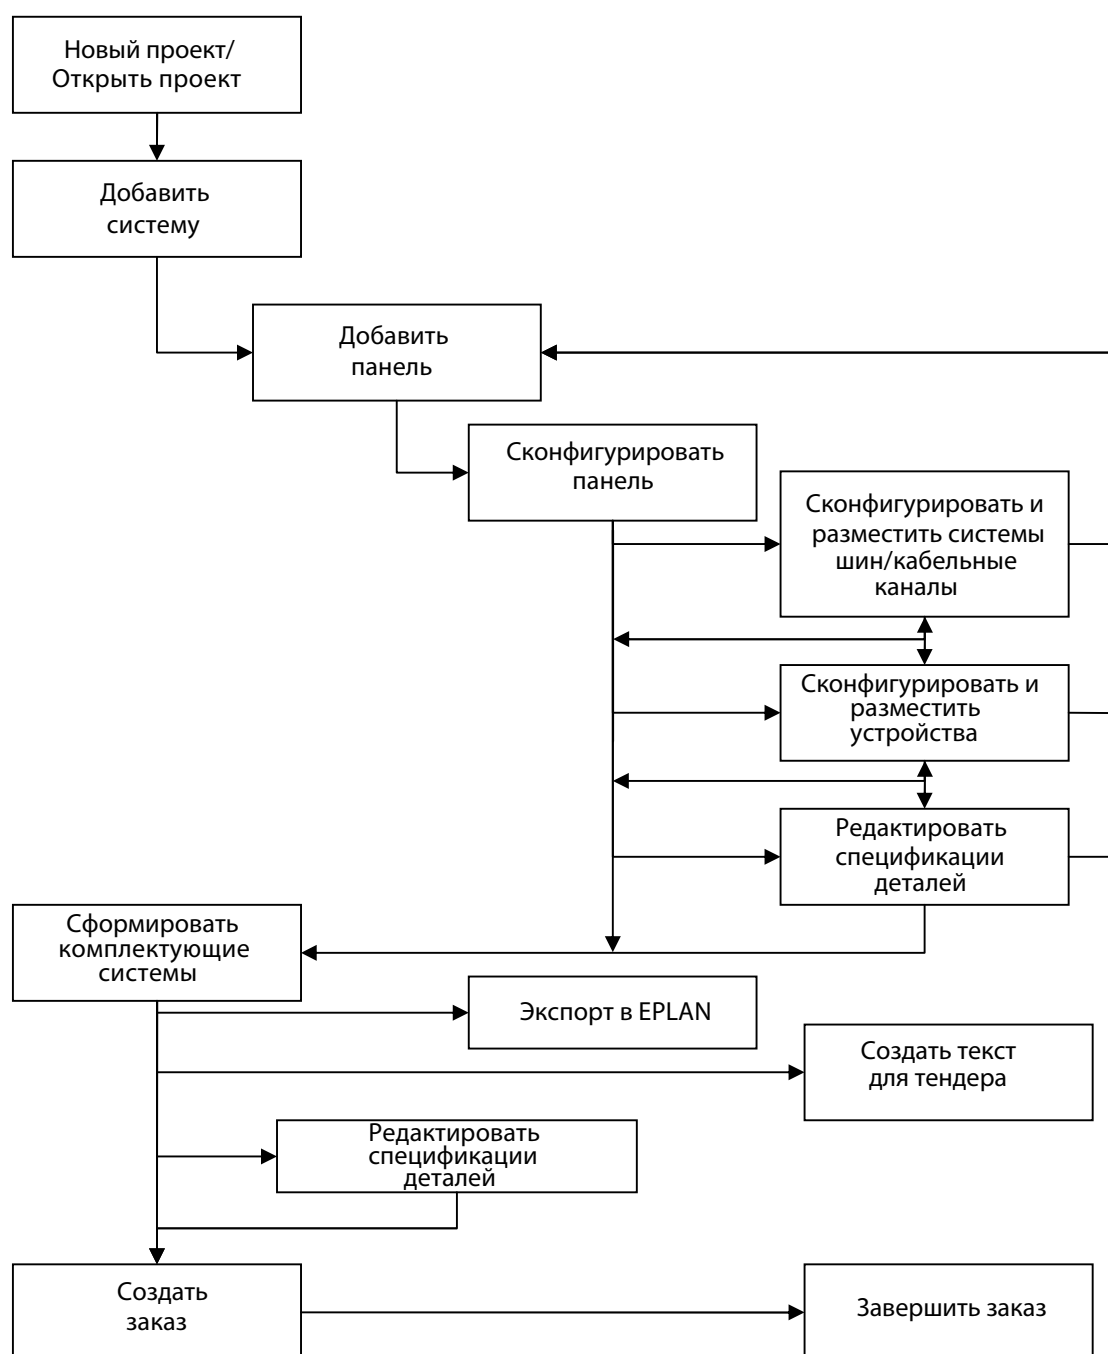 Новый проект/
Открыть проект
Добавить
систему
Добавить
панель
Сконфигурировать
панель
Сконфигурировать и
разместить системы
шин/кабельные
каналы
Сконфигурировать и
разместить
устройства
Редактировать
спецификации
деталей
Сформировать
комплектующие
системы
Экспорт в EPLAN
Создать текст
для тендера
Редактировать
спецификации
деталей
Создать
заказ
Завершить заказ